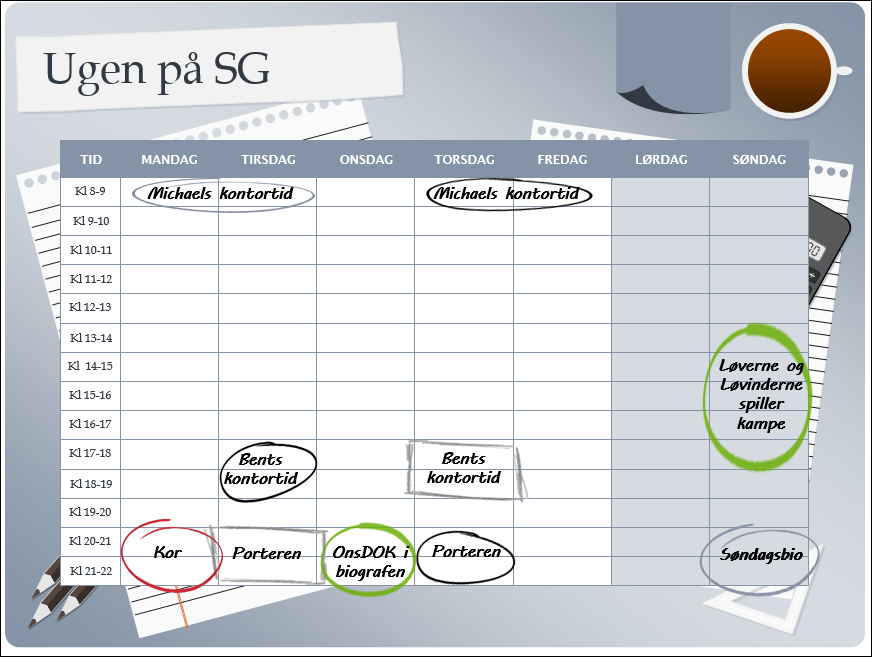 Ugen på SG
TID MANDAG TIRSDAG ONSDAG TORSDAG FREDAG LØRDAG SØNDAG
Kl 8-9 Michaels kontortid Michaels kontortid
Kl 9-10
Kl 10-11
Kl 11-12
Kl 12-13
Kl 13-14
Kl 14-15 Løverne og
Kl 15-16 Løvinderne
spiller
Kl 16-17 kampe
Kl 17-18 Bents Bents
kontortid kontortid
Kl 18-19
Kl 19-20
Kl 20-21 Kor Porteren OnsDOK i Porteren Søndagsbio
Kl 21-22 biografen